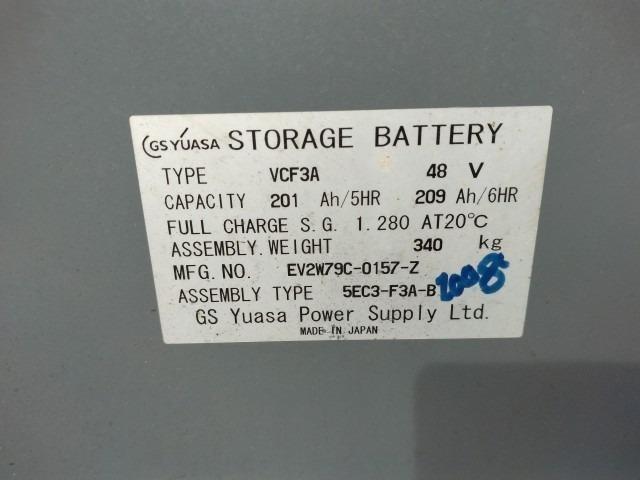 GS YUASA STORAGE BATTERY
TYPE VCF3A 48 V
CAPACITY 201 Ah/5HR 209 Ah/6HR
FULL CHARGE S.G. 1.280 AT20℃
ASSEMBLY.WEIGHT 340 kg
MFG.NO. EV2W79C-0157-Z
ASSEMBLY TYPE 5EC3-F3A-B 2008
GS Yuasa Power Supply Ltd.
MADE IN JAPAN